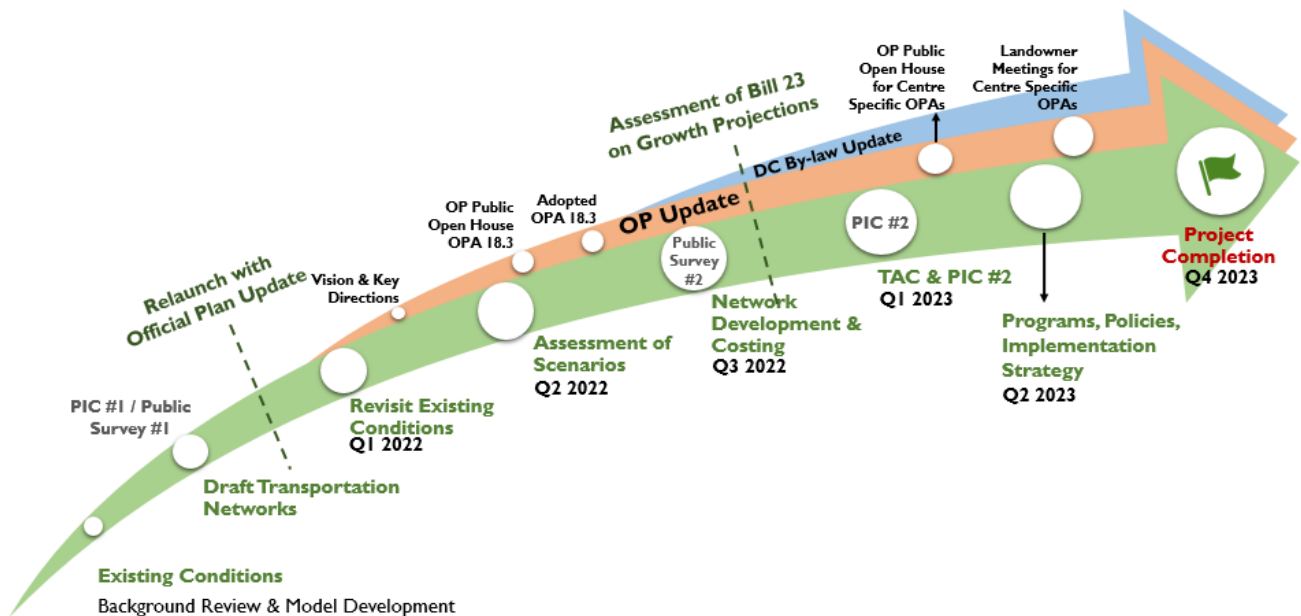 OP Public
Open House
for Centre
Specific OPAs
Landowner
Meetings for
Centre Specific
OPAs
Assessment of Bill 23
on Growth Projections
DC By-law Update
OP Update
Adopted
OPA 18.3
OP Public
Open House
OPA 18.3
Vision & Key
Directions
Relaunch with
Official Plan Update
PIC #1 / Public
Survey #1
Public
Survey
#2
PIC #2
Existing Conditions
Background Review & Model Development
Draft Transportation
Networks
Revisit Existing
Conditions
Q1 2022
Assessment of
Scenarios
Q2 2022
Network
Development &
Costing
Q3 2022
TAC & PIC #2
Q1 2023
Programs, Policies,
Implementation
Strategy
Q2 2023
Project
Completion
Q4 2023